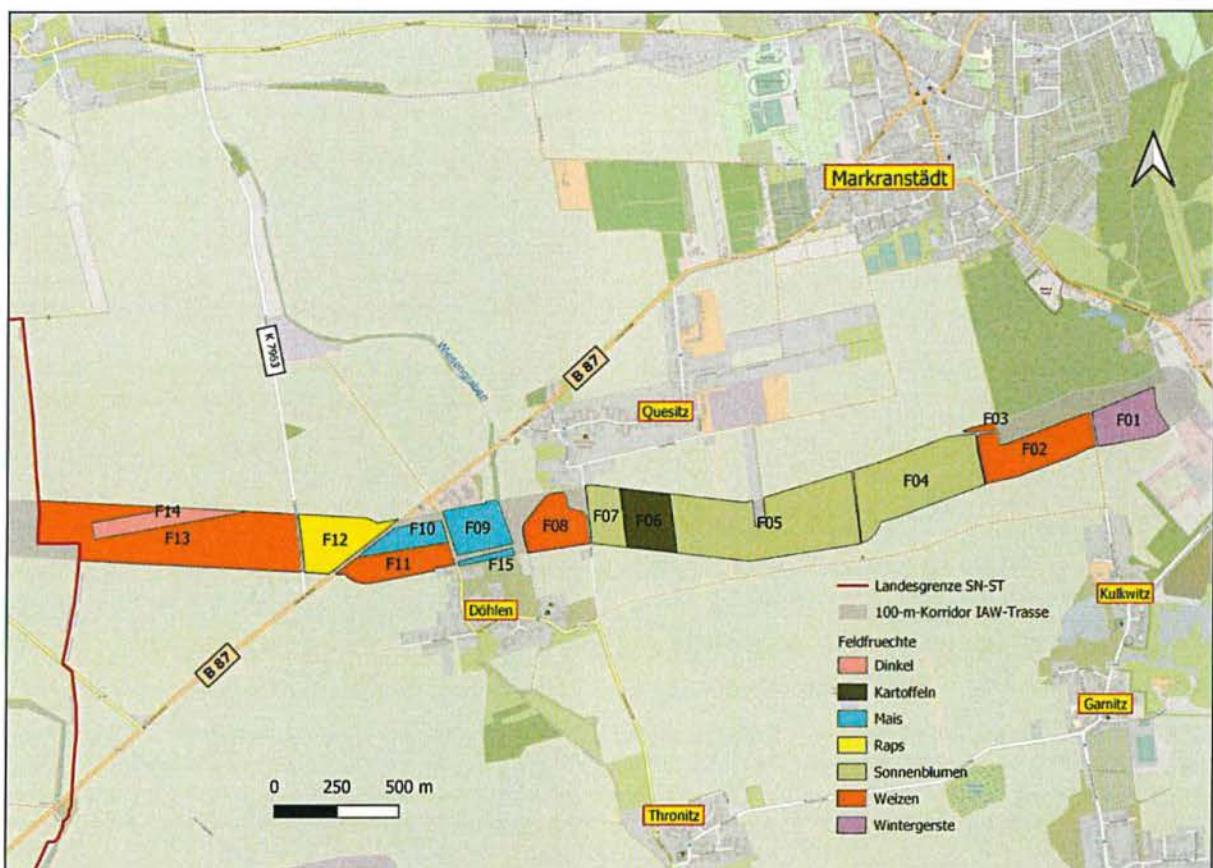 Markranstädt
K 7963
Wietengraben
B 87
Quesitz
F03
F01
F02
F04
F14
F13
F12
F10
F09
F08
F07
F06
F05
F11
F15
Döhlen
B 87
Kulkwitz
Garnitz
Thronitz
0 250 500 m
Landesgrenze SN-ST
100-m-Korridor IAW-Trasse
Feldfruechte
Dinkel
Kartoffeln
Mais
Raps
Sonnenblumen
Weizen
Wintergerste